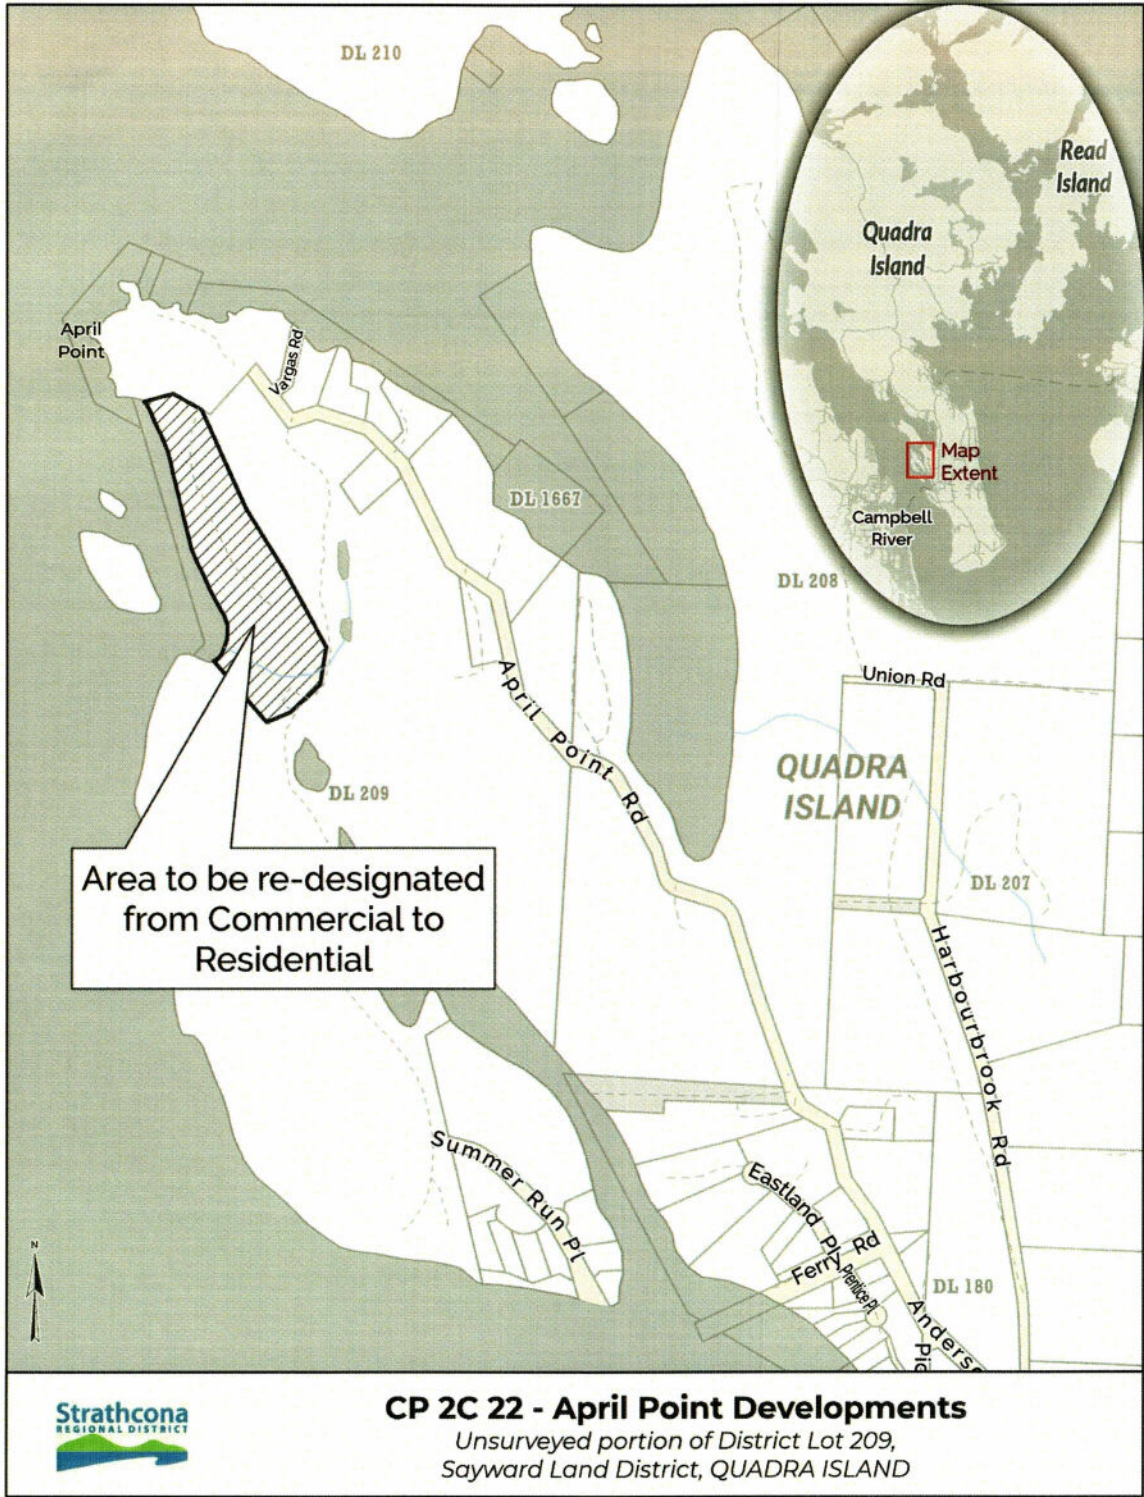 DL 210
Read
Island
Quadra
Island
April
Point
Vargas Rd
Map
Extent
DL 1667
Campbell
River
DL 208
Union Rd
April Point Rd
QUADRA
ISLAND
DL 209
DL 207
Area to be re-designated
from Commercial to
Residential
Harbourbrook Rd
Summer Run Pl
Eastland Pl
Ferry Rd
Prentice Pl
DL 180
Anderso
Pid
N
Strathcona
REGIONAL DISTRICT
CP 2C 22 - April Point Developments
Unsurveyed portion of District Lot 209,
Sayward Land District, QUADRA ISLAND